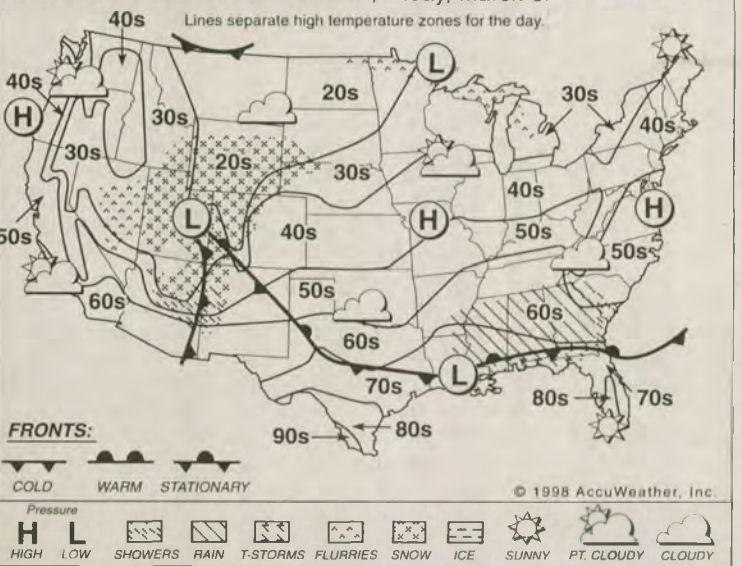 Lines separate high temperature zones for the day.
40s
40s
L
H
20s
30s
30s
30s
20s
40s
30s
40s
L
H
H
40s
50s
50s
50s
60s
50s
60s
60s
L
70s
80s
70s
90s
80s
FRONTS:
COLD WARM STATIONARY
© 1998 AccuWeather, Inc.
Pressure
H L
HIGH LOW SHOWERS RAIN T-STORMS FLURRIES SNOW ICE SUNNY PT. CLOUDY CLOUDY